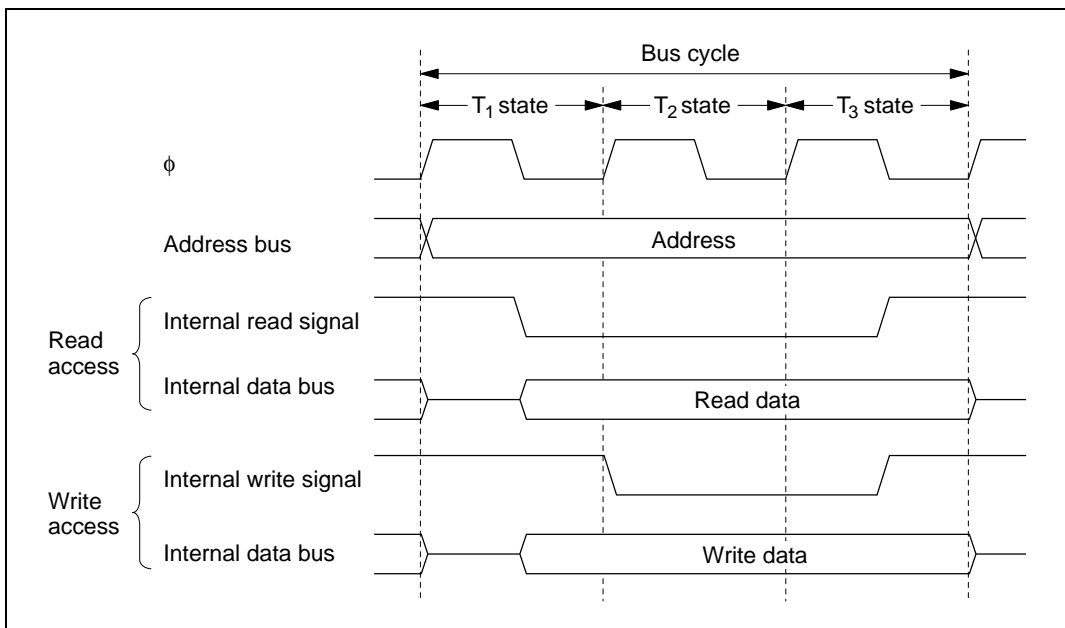 Bus cycle
T₁ state
T₂ state
T₃ state
ϕ
Address bus
Address
Read
access
Internal read signal
Internal data bus
Read data
Write
access
Internal write signal
Internal data bus
Write data